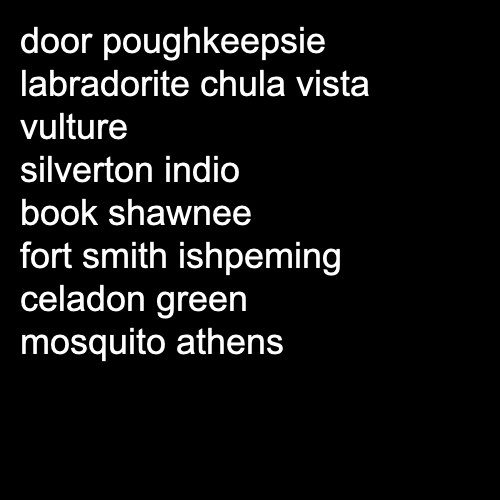 door poughkeepsie
labradorite chula vista
vulture
silverton indio
book shawnee
fort smith ishpeming
celadon green
mosquito athens